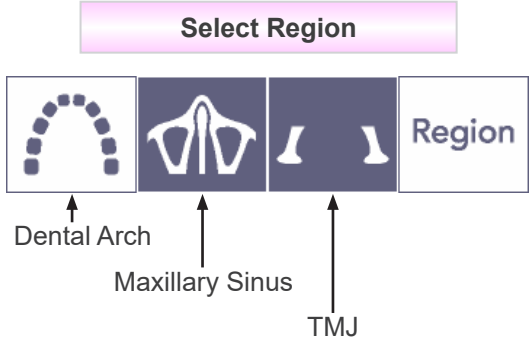 Select Region
Region
Dental Arch
Maxillary Sinus
TMJ